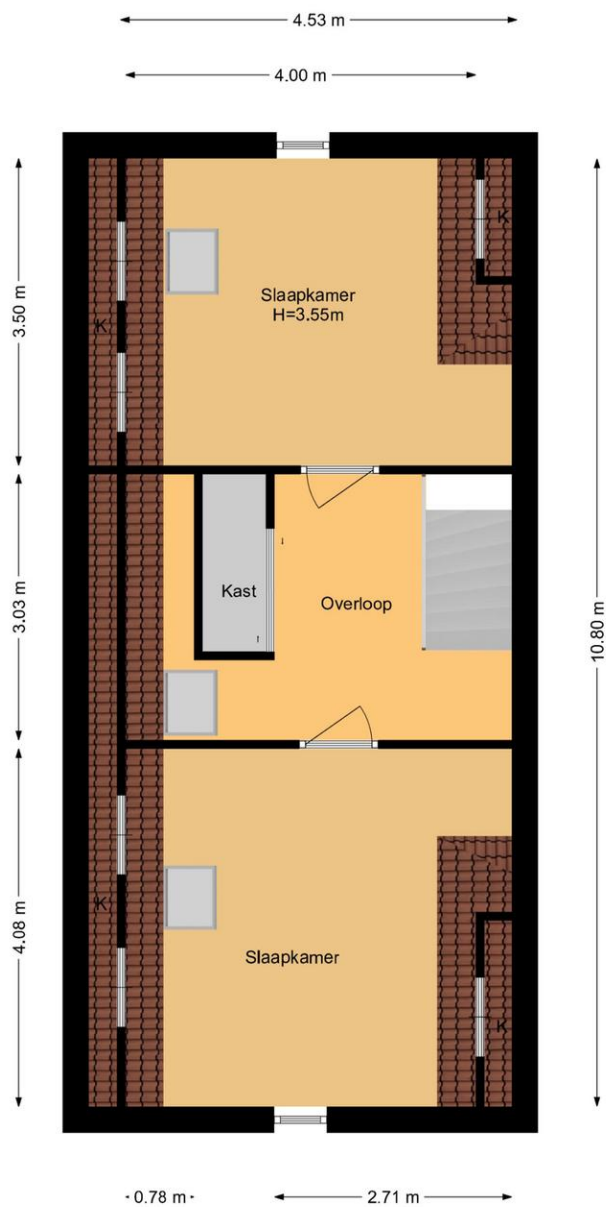 4.53 m
4.00 m
3.50 m
K
K
Slaapkamer
H=3.55m
3.03 m
Kast
Overloop
10.80 m
4.08 m
K
Slaapkamer
K
0.78 m
2.71 m